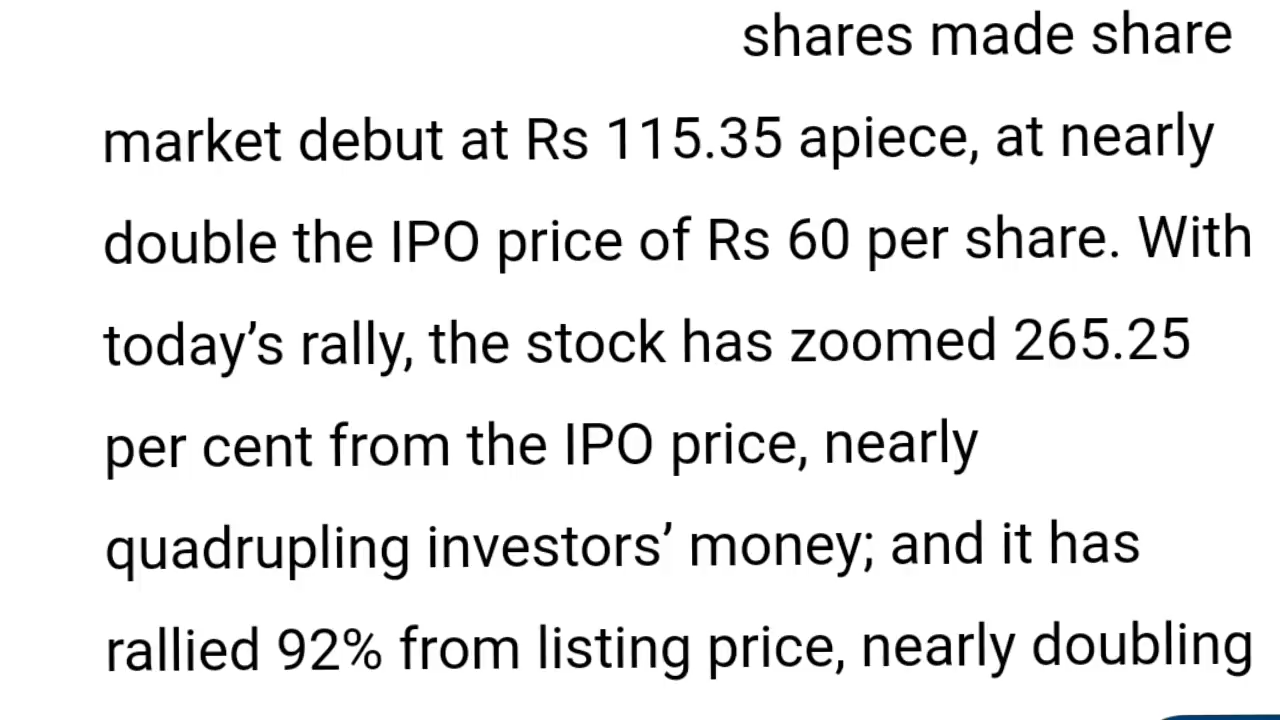 shares made share
market debut at Rs 115.35 apiece, at nearly
double the IPO price of Rs 60 per share. With
today’s rally, the stock has zoomed 265.25
per cent from the IPO price, nearly
quadrupling investors’ money; and it has
rallied 92% from listing price, nearly doubling